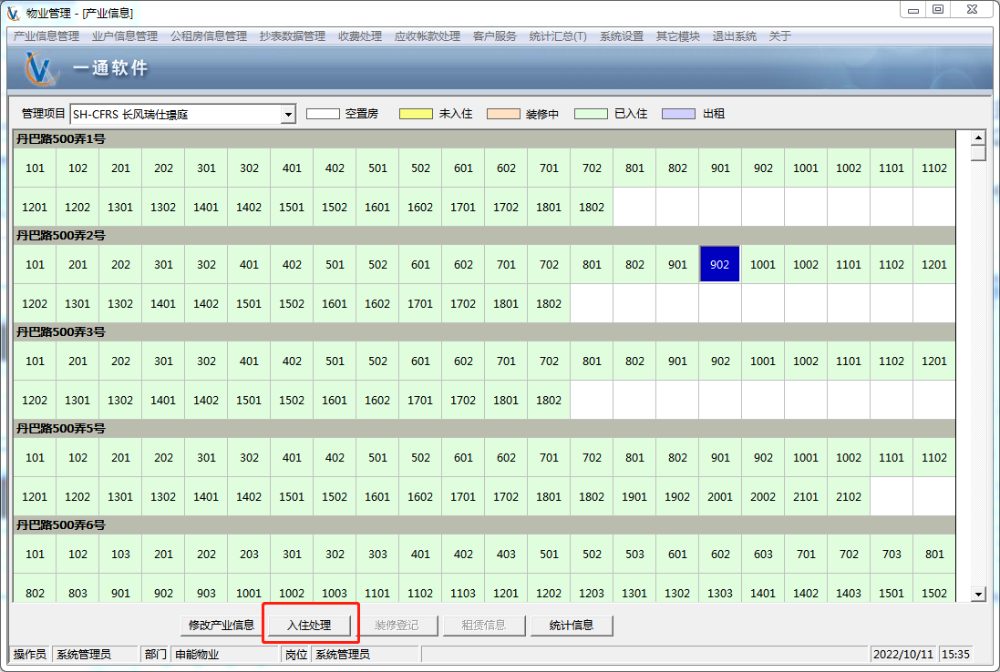 物业管理 - [产业信息]
产业信息管理 业户信息管理 公租房信息管理 抄表数据管理 收费处理 应收帐款处理 客户服务 统计汇总(T) 系统设置 其它模块 退出系统 关于
一通软件
管理项目 SH-CFRS 长风瑞仕璟庭 空置房 未入住 装修中 已入住 出租
丹巴路500弄1号
101 102 201 202 301 302 401 402 501 502 601 602 701 702 801 802 901 902 1001 1002 1101 1102
1201 1202 1301 1302 1401 1402 1501 1502 1601 1602 1701 1702 1801 1802
丹巴路500弄2号
101 201 202 301 302 401 402 501 502 601 602 701 702 801 802 901 902 1001 1002 1101 1102 1201
1202 1301 1302 1401 1402 1501 1502 1601 1602 1701 1702 1801 1802
丹巴路500弄3号
101 201 202 301 302 401 402 501 502 601 602 701 702 801 802 901 902 1001 1002 1101 1102 1201
1202 1301 1302 1401 1402 1501 1502 1601 1602 1701 1702 1801 1802
丹巴路500弄5号
101 102 201 202 301 302 401 402 501 502 601 602 701 702 801 802 901 902 1001 1002 1101 1102
1201 1202 1301 1302 1401 1402 1501 1502 1601 1602 1701 1702 1801 1802 1901 1902 2001 2002 2101 2102
丹巴路500弄6号
101 102 103 201 202 203 301 302 303 401 402 403 501 502 503 601 602 603 701 702 703 801
802 803 901 902 903 1001 1002 1003 1101 1102 1103 1201 1202 1203 1301 1302 1303 1401 1402 1403 1501 1502
修改产业信息 入住处理 装修登记 租赁信息 统计信息
操作员 系统管理员 部门 申能物业 岗位 系统管理员 2022/10/11 15:35